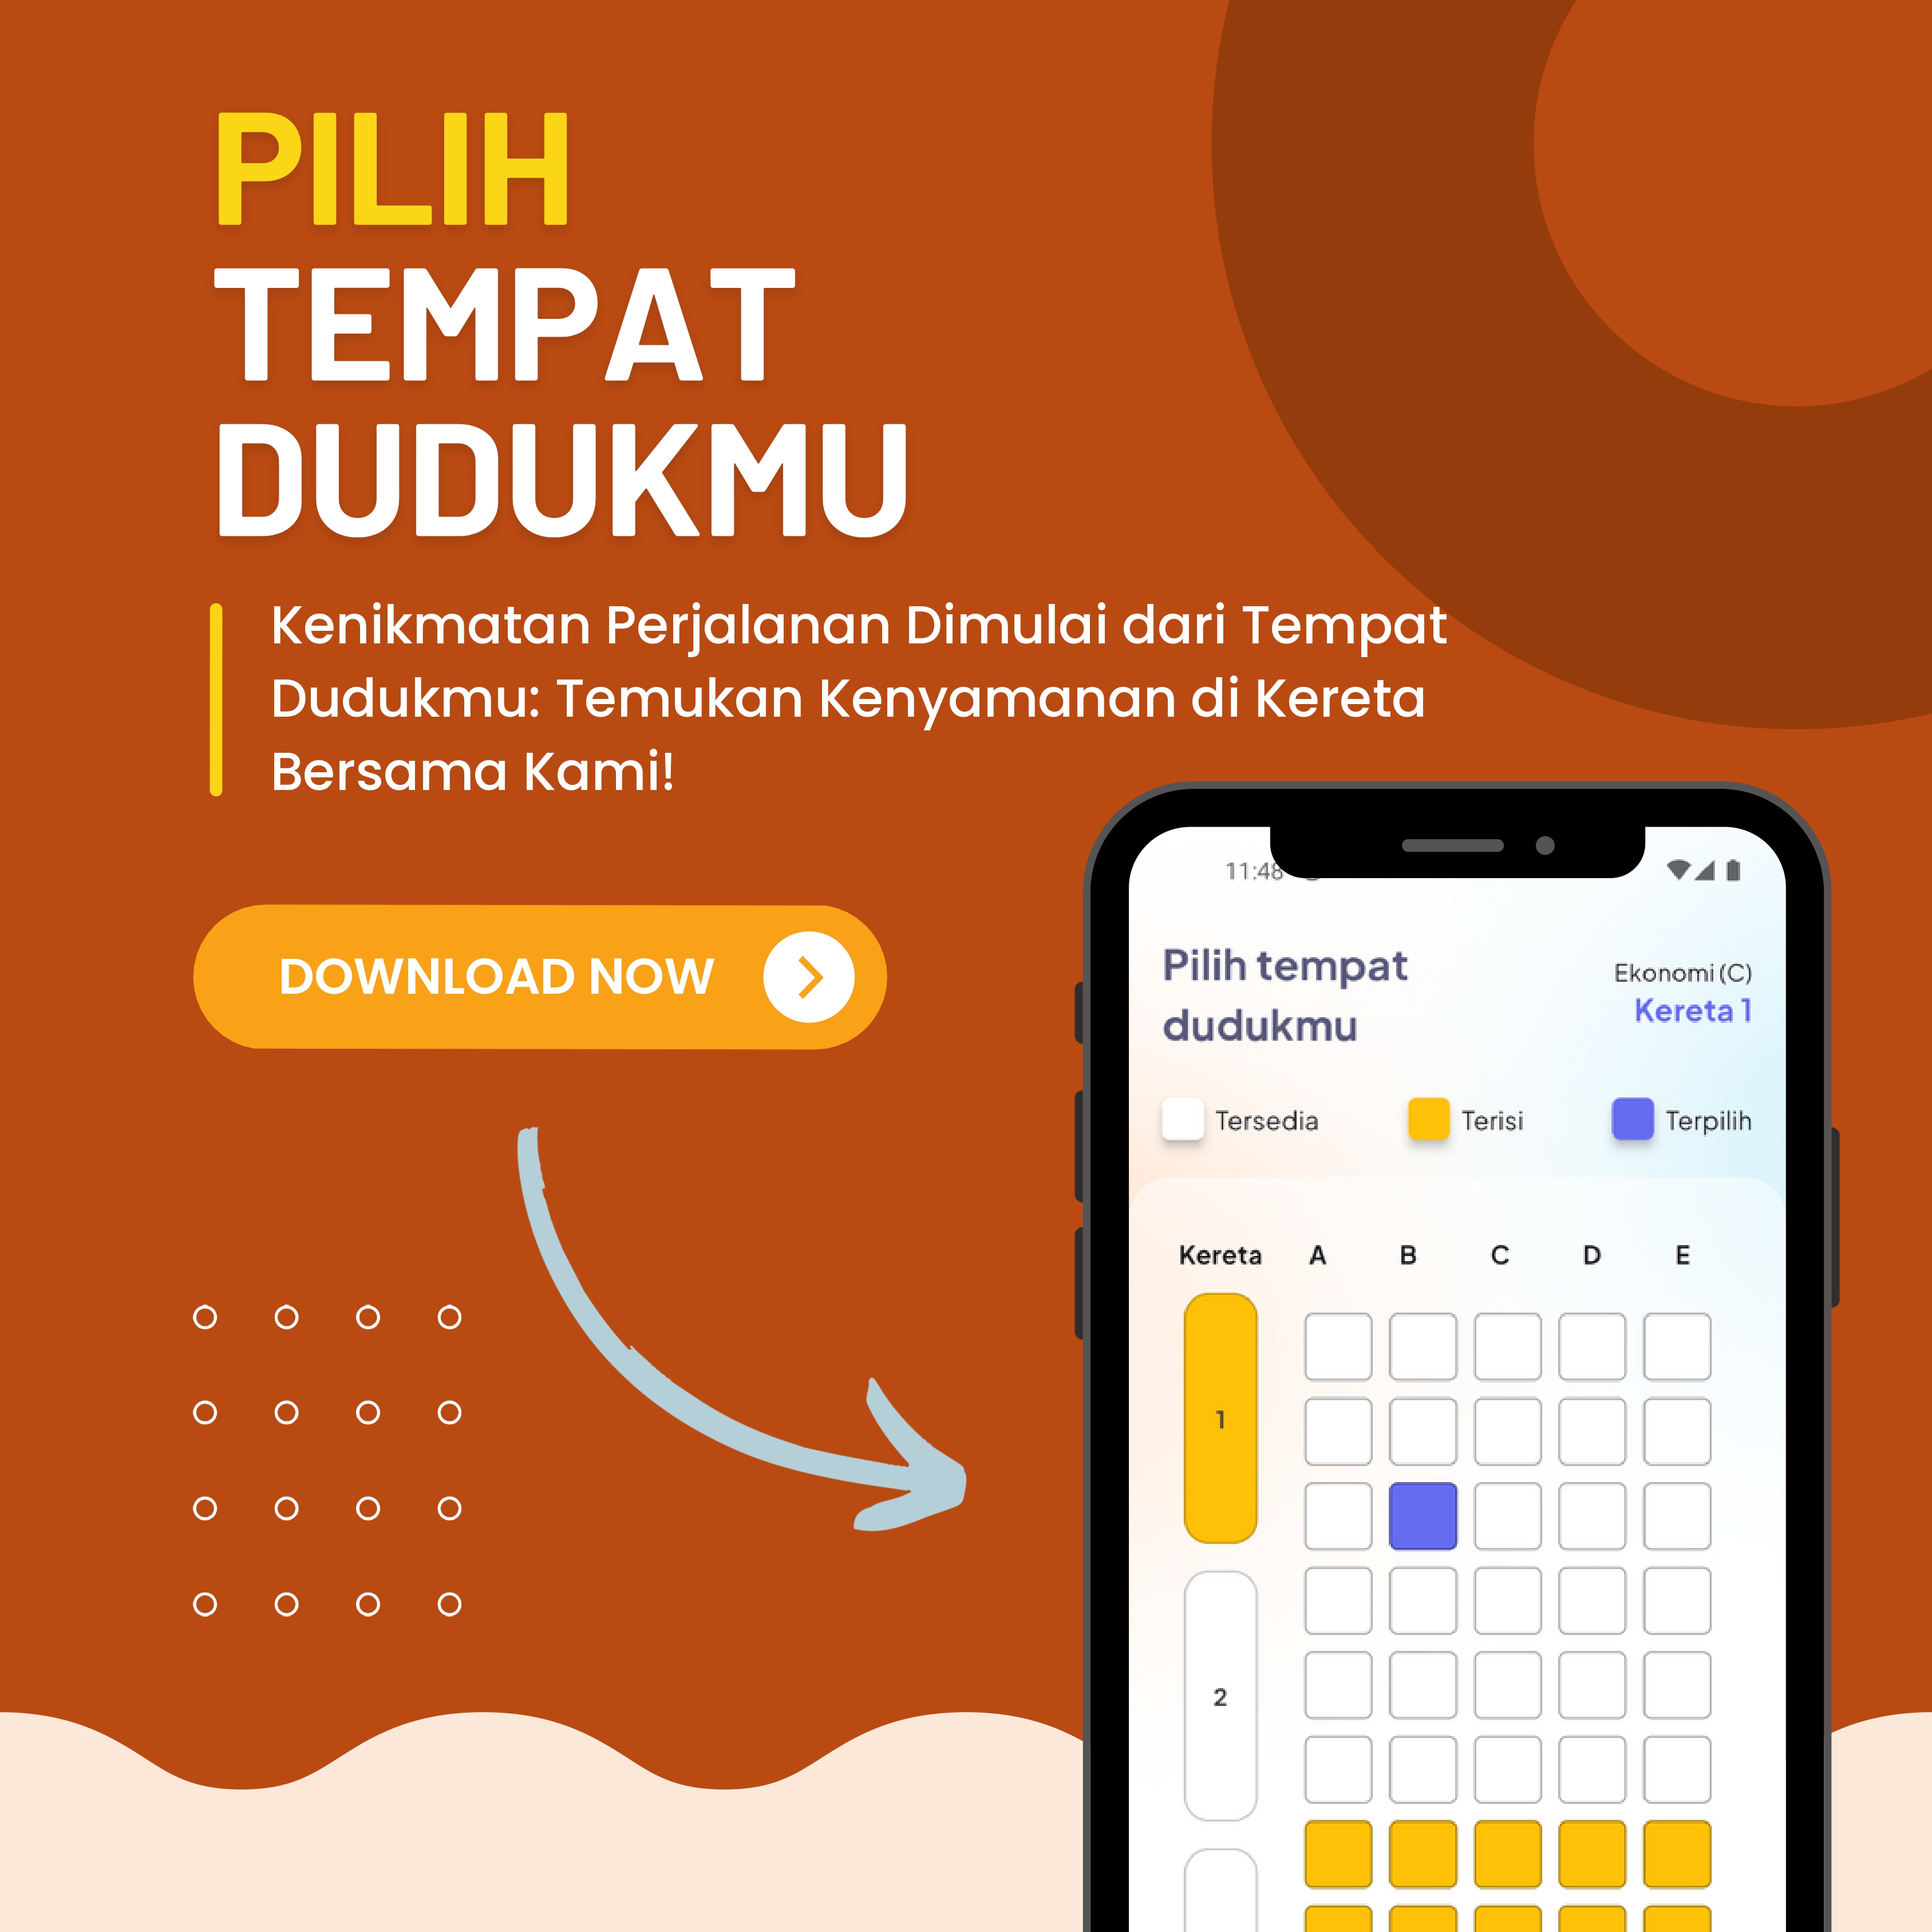 PILIH
TEMPAT
DUDUKMU
Kenikmatan Perjalanan Dimulai dari Tempat
Dudukmu: Temukan Kenyamanan di Kereta
Bersama Kami!
DOWNLOAD NOW
11:48
Pilih tempat
dudukmu
Ekonomi (C)
Kereta 1
Tersedia Terisi Terpilih
Kereta A B C D E
1
2